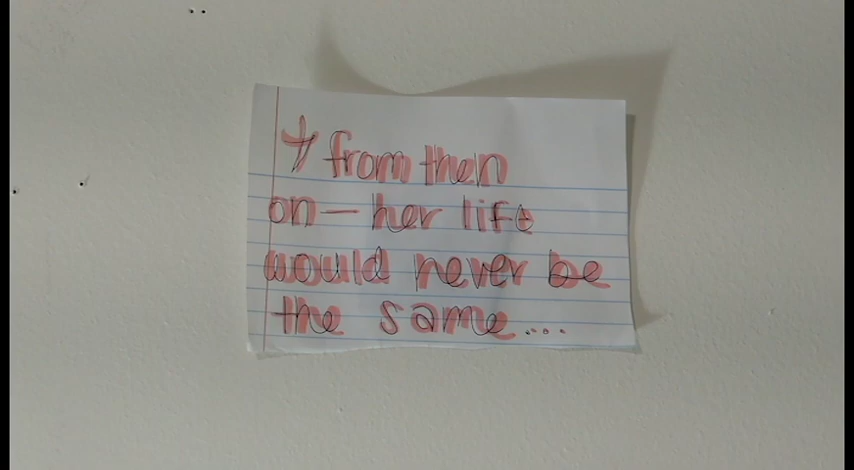 + from then
on — her life
would never be
the same....